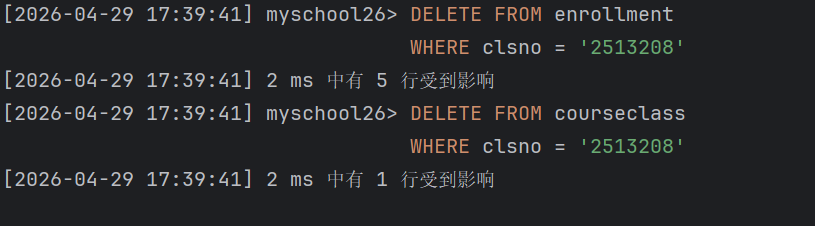 [2026-04-29 17:39:41] myschool26> DELETE FROM enrollment
WHERE clsno = '2513208'
[2026-04-29 17:39:41] 2 ms 中有 5 行受到影响
[2026-04-29 17:39:41] myschool26> DELETE FROM courseclass
WHERE clsno = '2513208'
[2026-04-29 17:39:41] 2 ms 中有 1 行受到影响